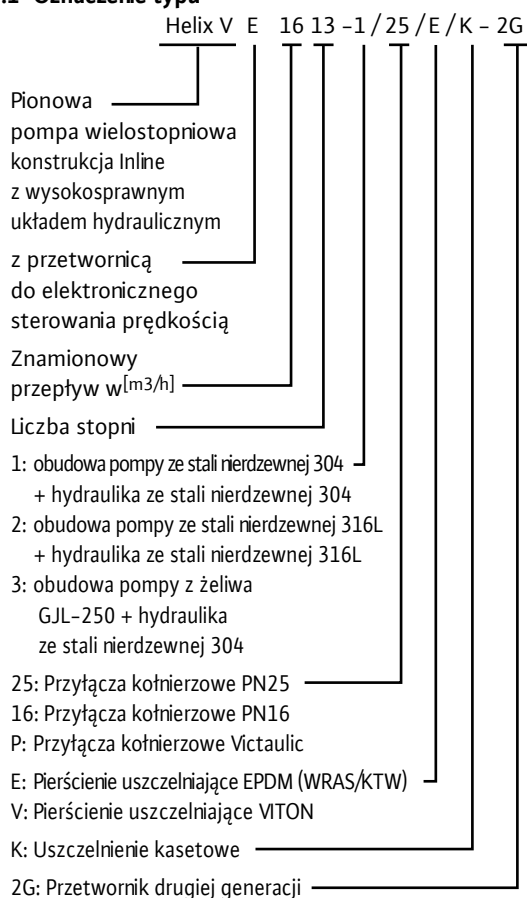 .1 Oznaczenie typu
Helix V E 16 13 -1 / 25 / E / K - 2G
Pionowa
pompa wielostopniowa
konstrukcja Inline
z wysokosprawnym
układem hydraulicznym
z przetwornicą
do elektronicznego
sterowania prędkością
Znamionowy
przepływ w[m3/h]
Liczba stopni
1: obudowa pompy ze stali nierdzewnej 304
+ hydraulika ze stali nierdzewnej 304
2: obudowa pompy ze stali nierdzewnej 316L
+ hydraulika ze stali nierdzewnej 316L
3: obudowa pompy z żeliwa
GJL-250 + hydraulika
ze stali nierdzewnej 304
25: Przyłącza kołnierzowe PN25
16: Przyłącza kołnierzowe PN16
P: Przyłącza kołnierzowe Victaulic
E: Pierścienie uszczelniające EPDM (WRAS/KTW)
V: Pierścienie uszczelniające VITON
K: Uszczelnienie kasetowe
2G: Przetwornik drugiej generacji